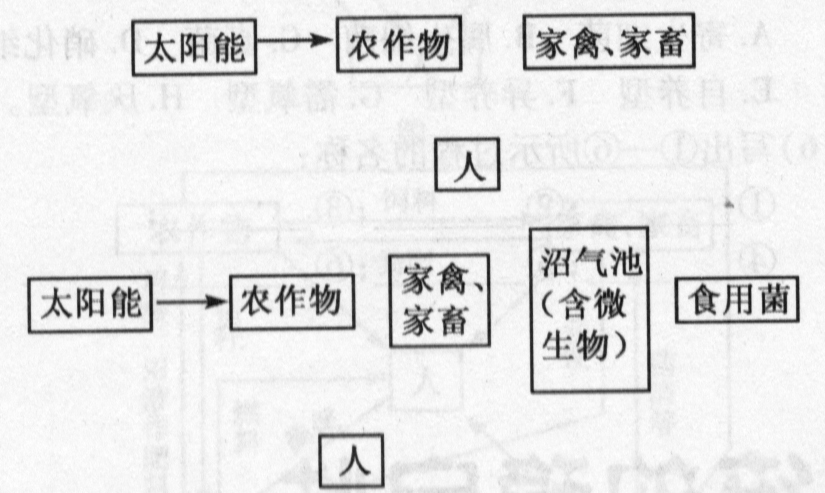 太阳能 农作物 家禽、家畜
人
太阳能 农作物 家禽、家畜 沼气池(含微生物) 食用菌
人